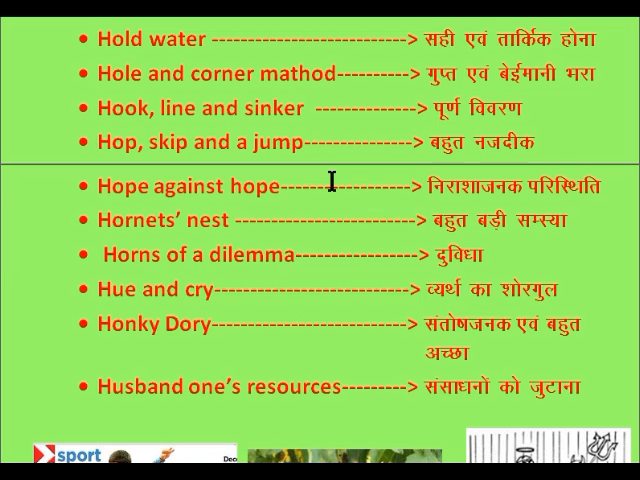 • Hold water ---------------------------> सही एवं तार्किक होना
• Hole and corner mathod----------> गुप्त एवं बेईमानी भरा
• Hook, line and sinker --------------> पूर्ण विवरण
• Hop, skip and a jump---------------> बहुत नजदीक
• Hope against hope------------------> निराशाजनक परिस्थिति
• Hornets' nest -------------------------> बहुत बड़ी समस्या
• Horns of a dilemma-----------------> दुविधा
• Hue and cry---------------------------> व्यर्थ का शोरगुल
• Honky Dory---------------------------> संतोषजनक एवं बहुत
अच्छा
• Husband one's resources---------> संसाधनों को जुटाना
sport
Dec